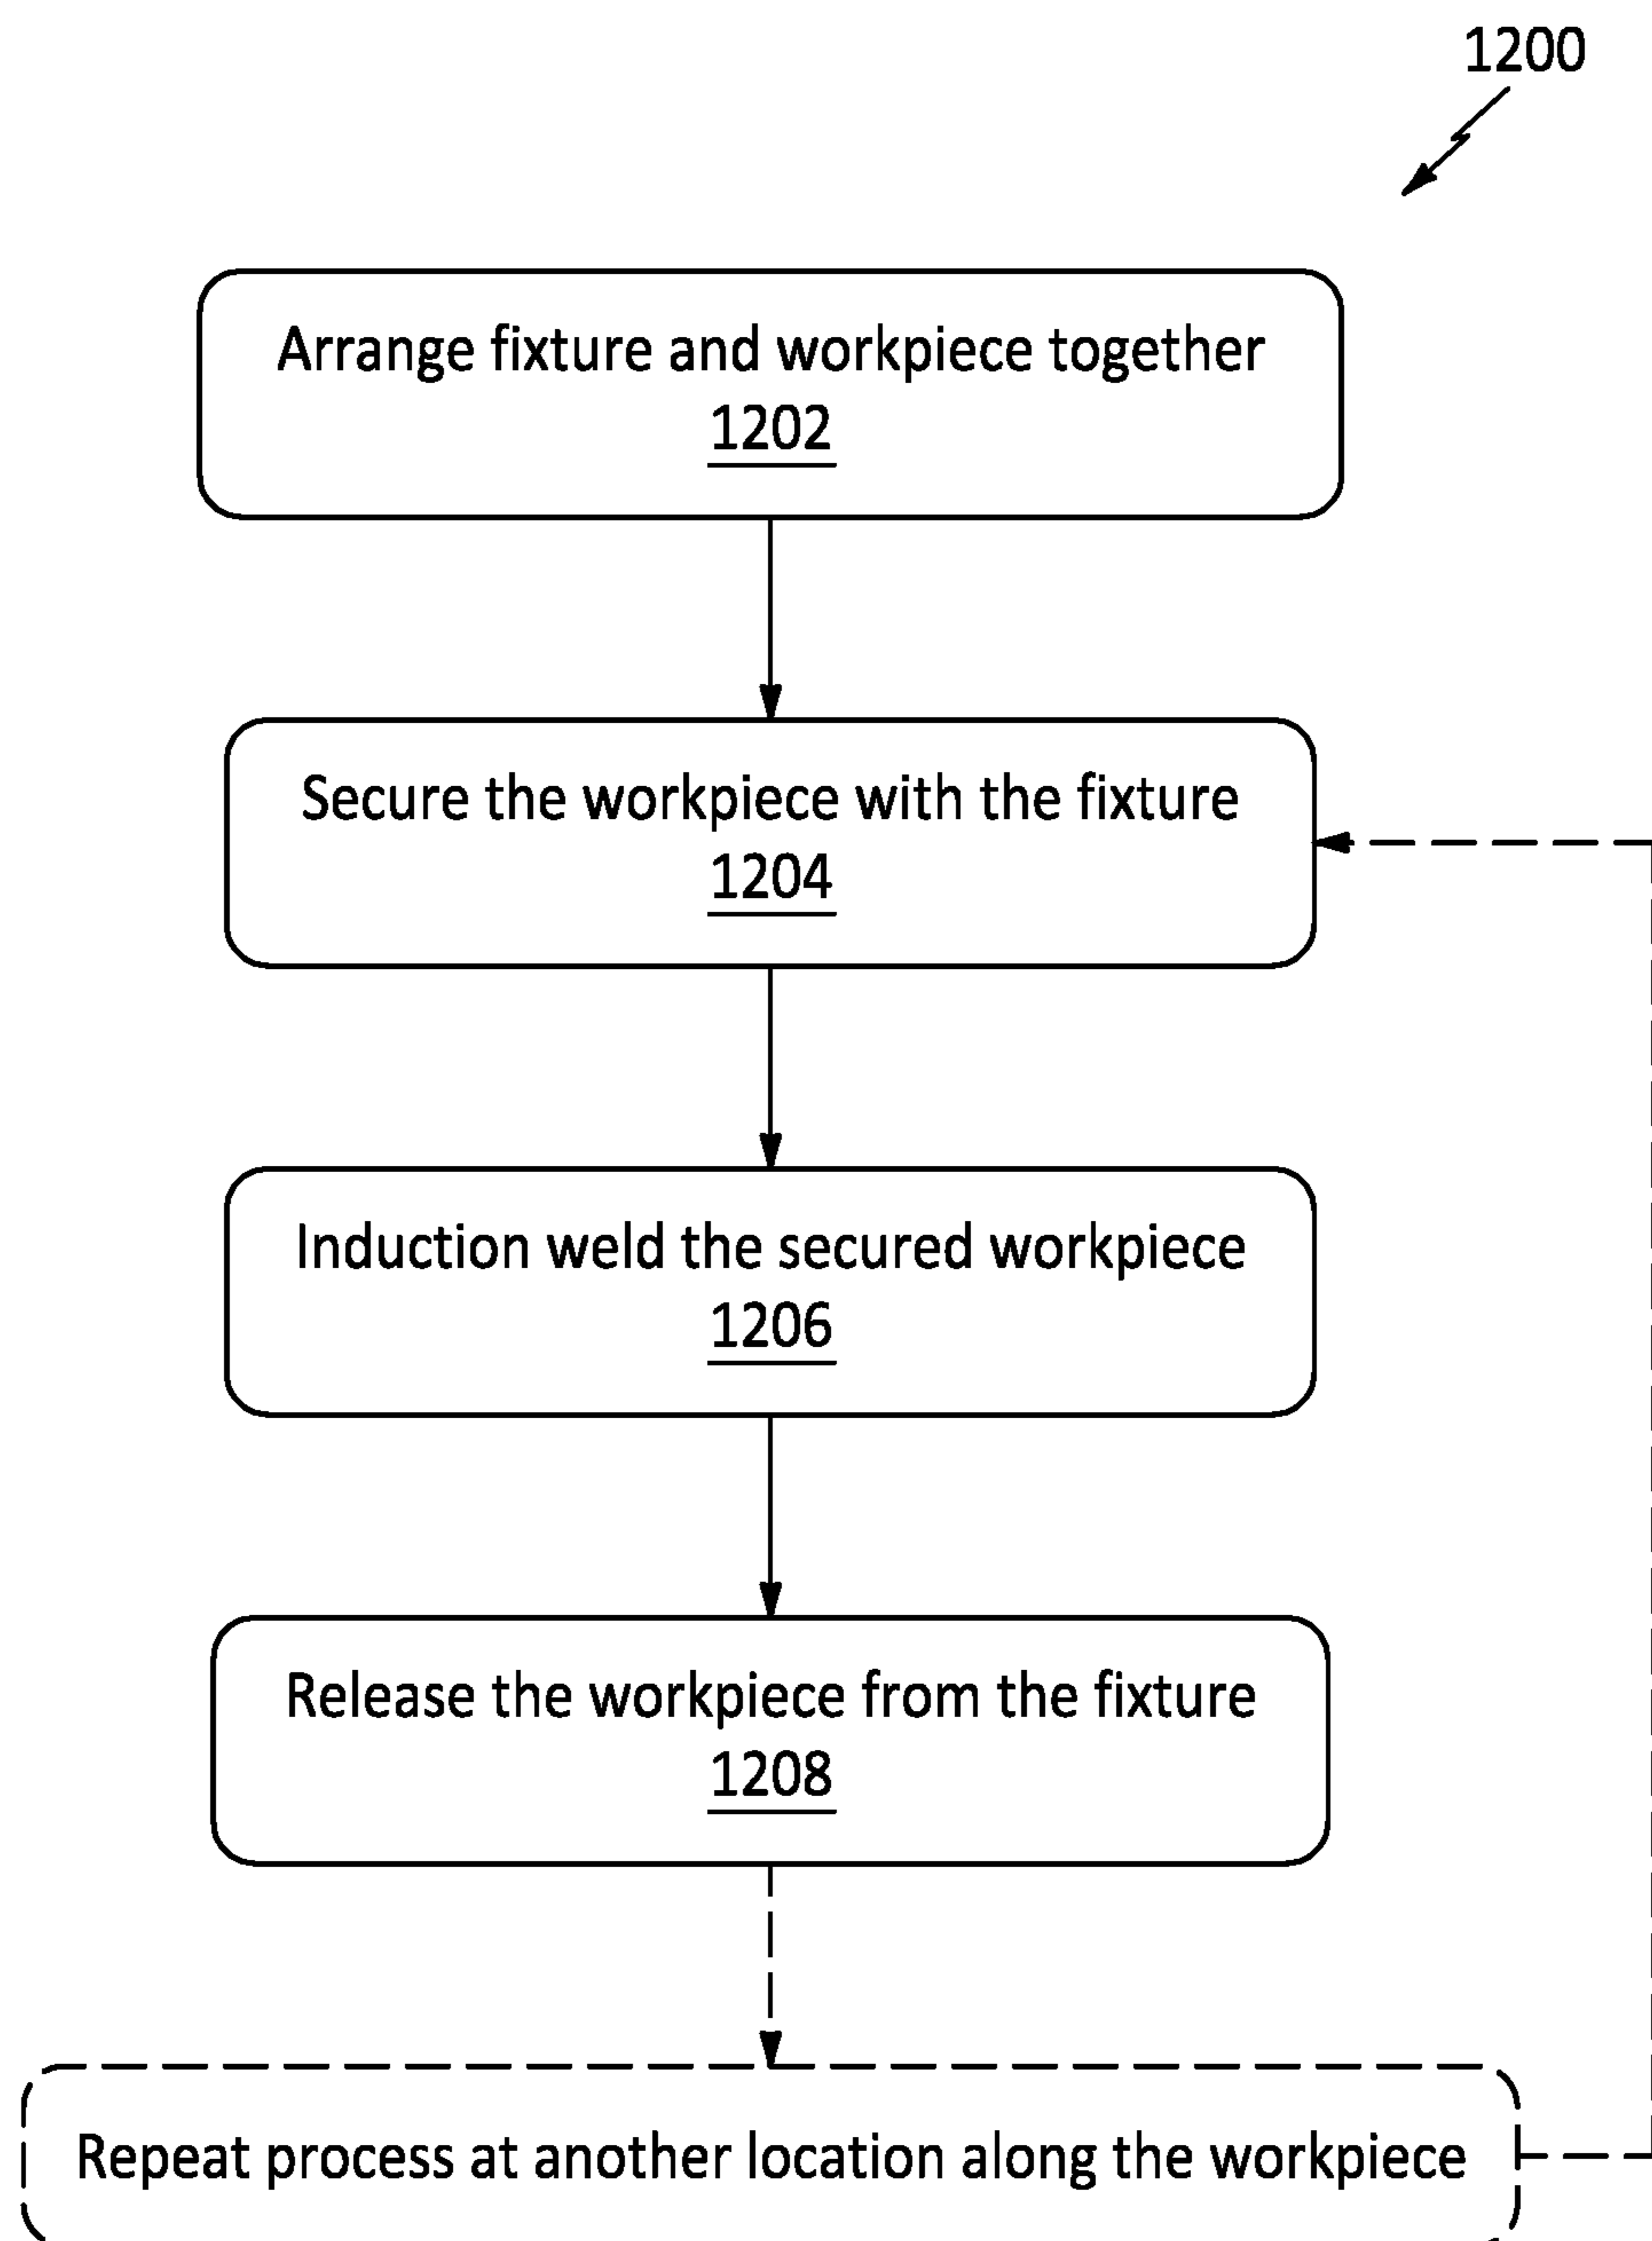 1200
Arrange fixture and workpiece together
1202
Secure the workpiece with the fixture
1204
Induction weld the secured workpiece
1206
Release the workpiece from the fixture
1208
Repeat process at another location along the workpiece